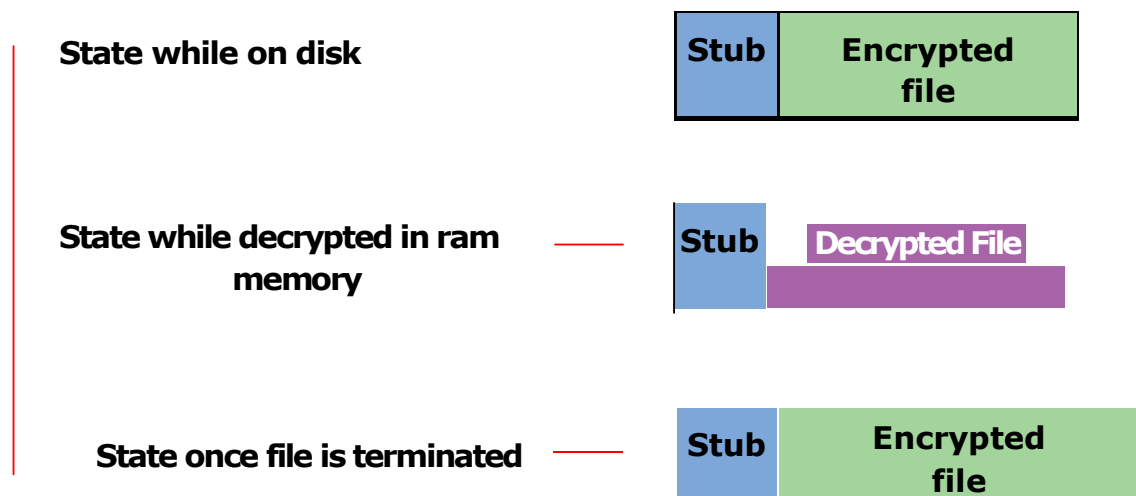 State while on disk
Stub
Encrypted
file
State while decrypted in ram
memory
Stub
Decrypted File
State once file is terminated
Stub
Encrypted
file